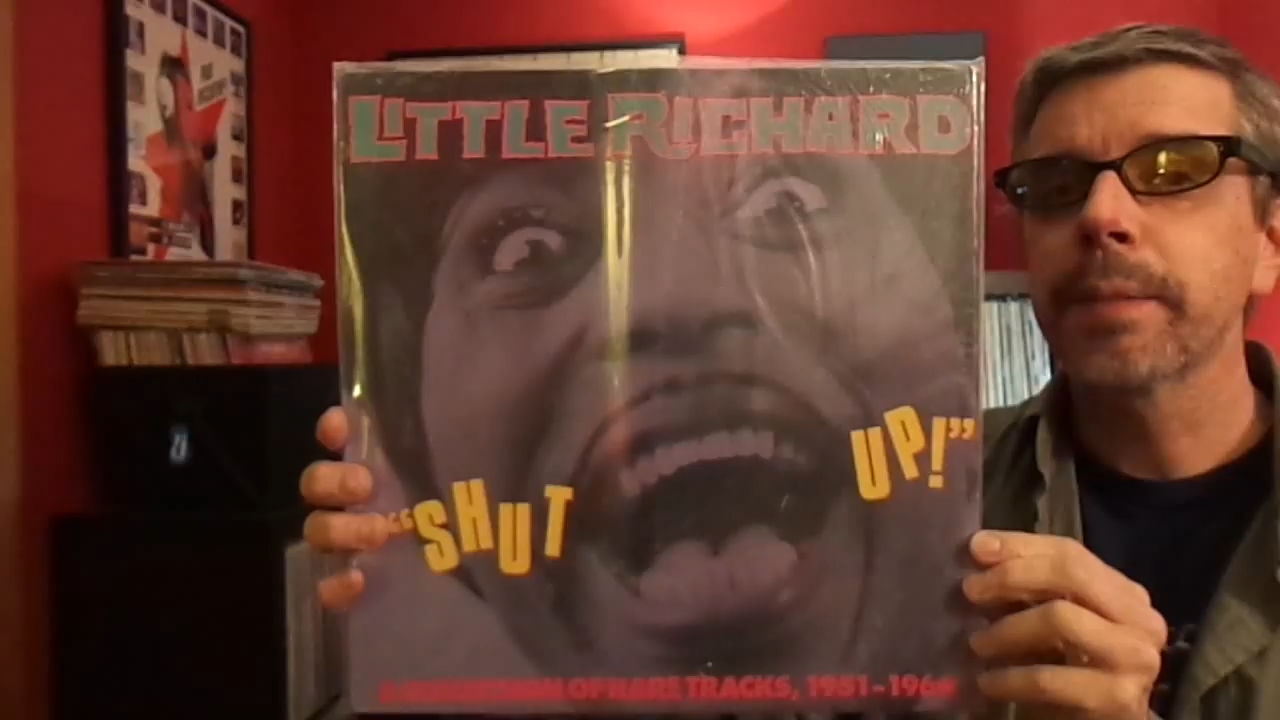 LITTLE RICHARD
"SHUT UP!"
A COLLECTION OF RARE TRACKS, 1951-1964